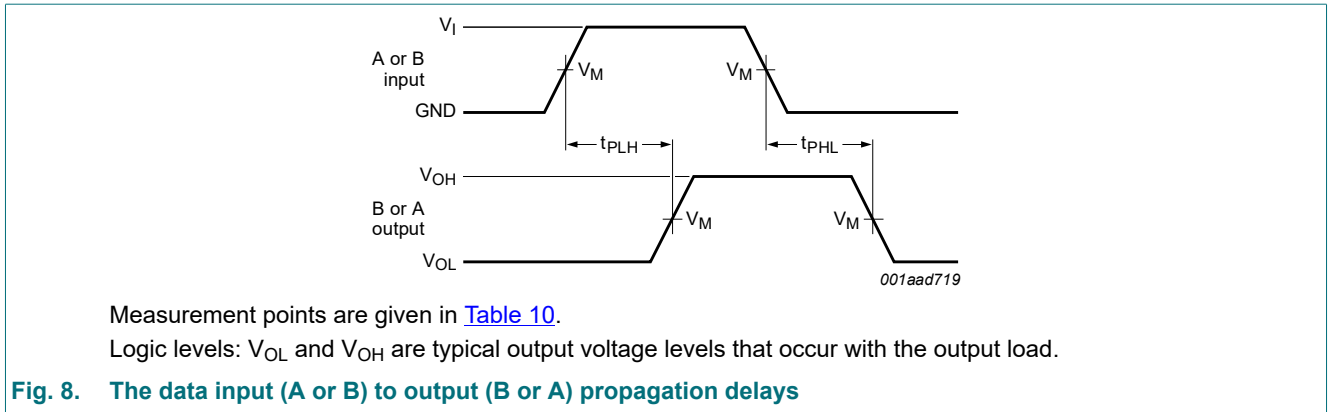 V_I
A or B
input
V_M
V_M
GND
t_PLH
t_PHL
V_OH
B or A
output
V_M
V_M
V_OL
001aad719
Measurement points are given in Table 10.
Logic levels: V_OL and V_OH are typical output voltage levels that occur with the output load.
Fig. 8. The data input (A or B) to output (B or A) propagation delays